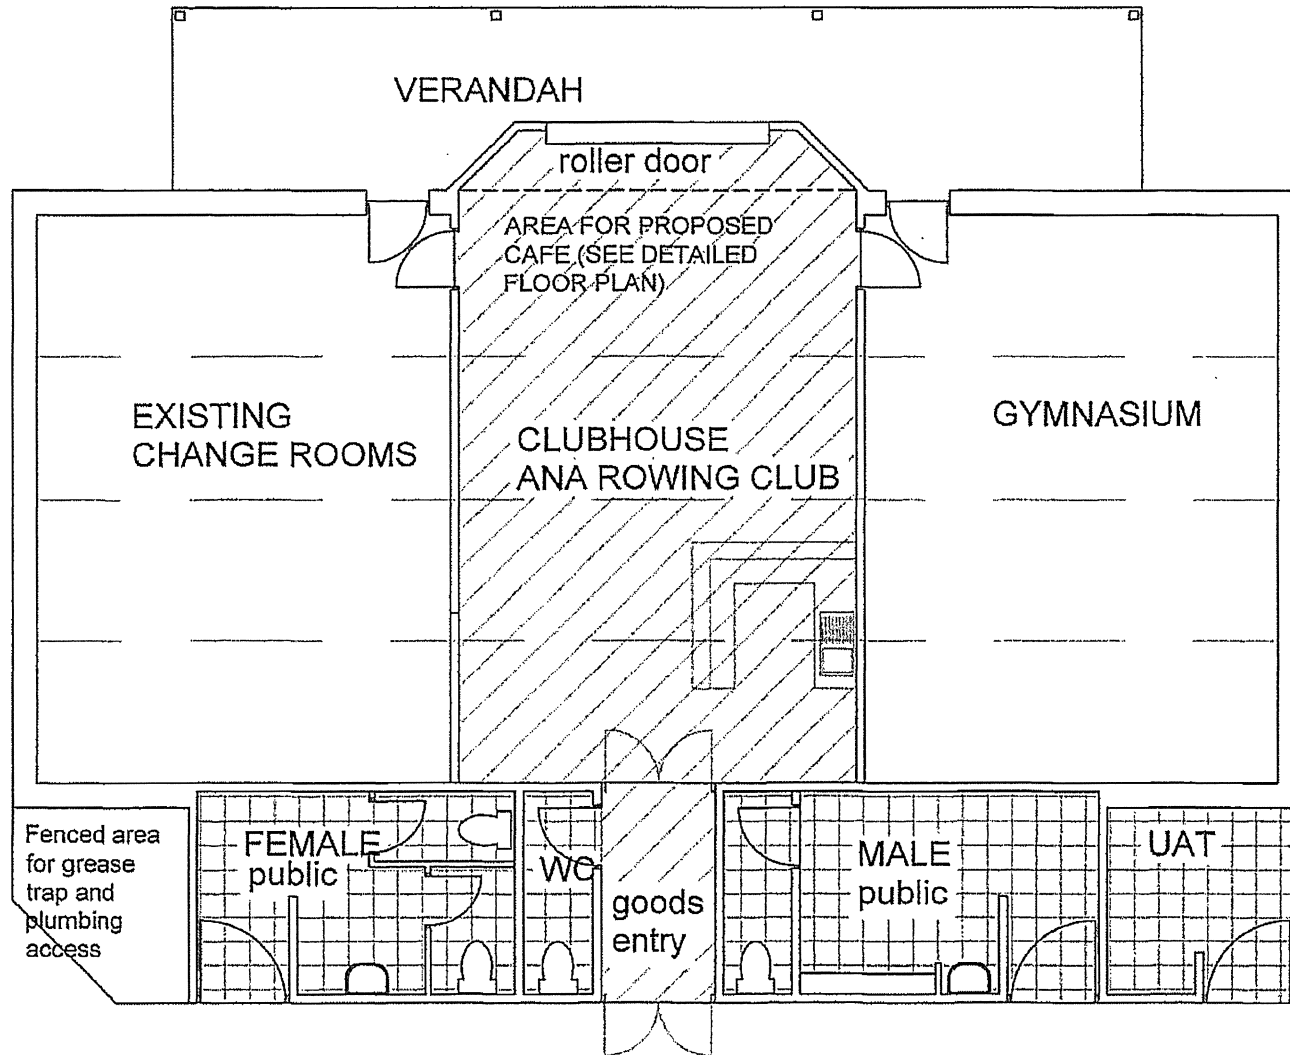 VERANDAH
roller door
AREA FOR PROPOSED
CAFE (SEE DETAILED
FLOOR PLAN)
EXISTING
CHANGE ROOMS
CLUBHOUSE
ANA ROWING CLUB
GYMNASIUM
Fenced area
for grease
trap and
plumbing
access
FEMALE
public
WC
goods
entry
MALE
public
UAT